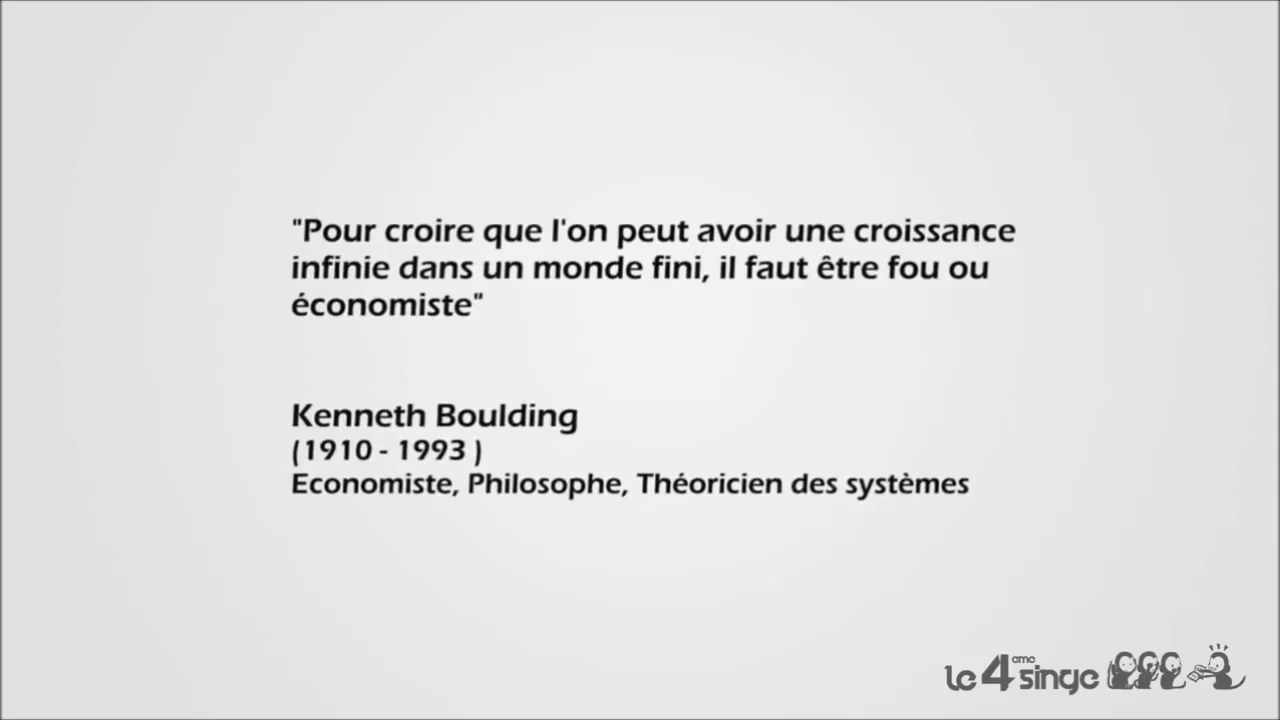 "Pour croire que l'on peut avoir une croissance
infinie dans un monde fini, il faut être fou ou
économiste"
Kenneth Boulding
(1910 - 1993 )
Economiste, Philosophe, Théoricien des systèmes
le 4eme singe